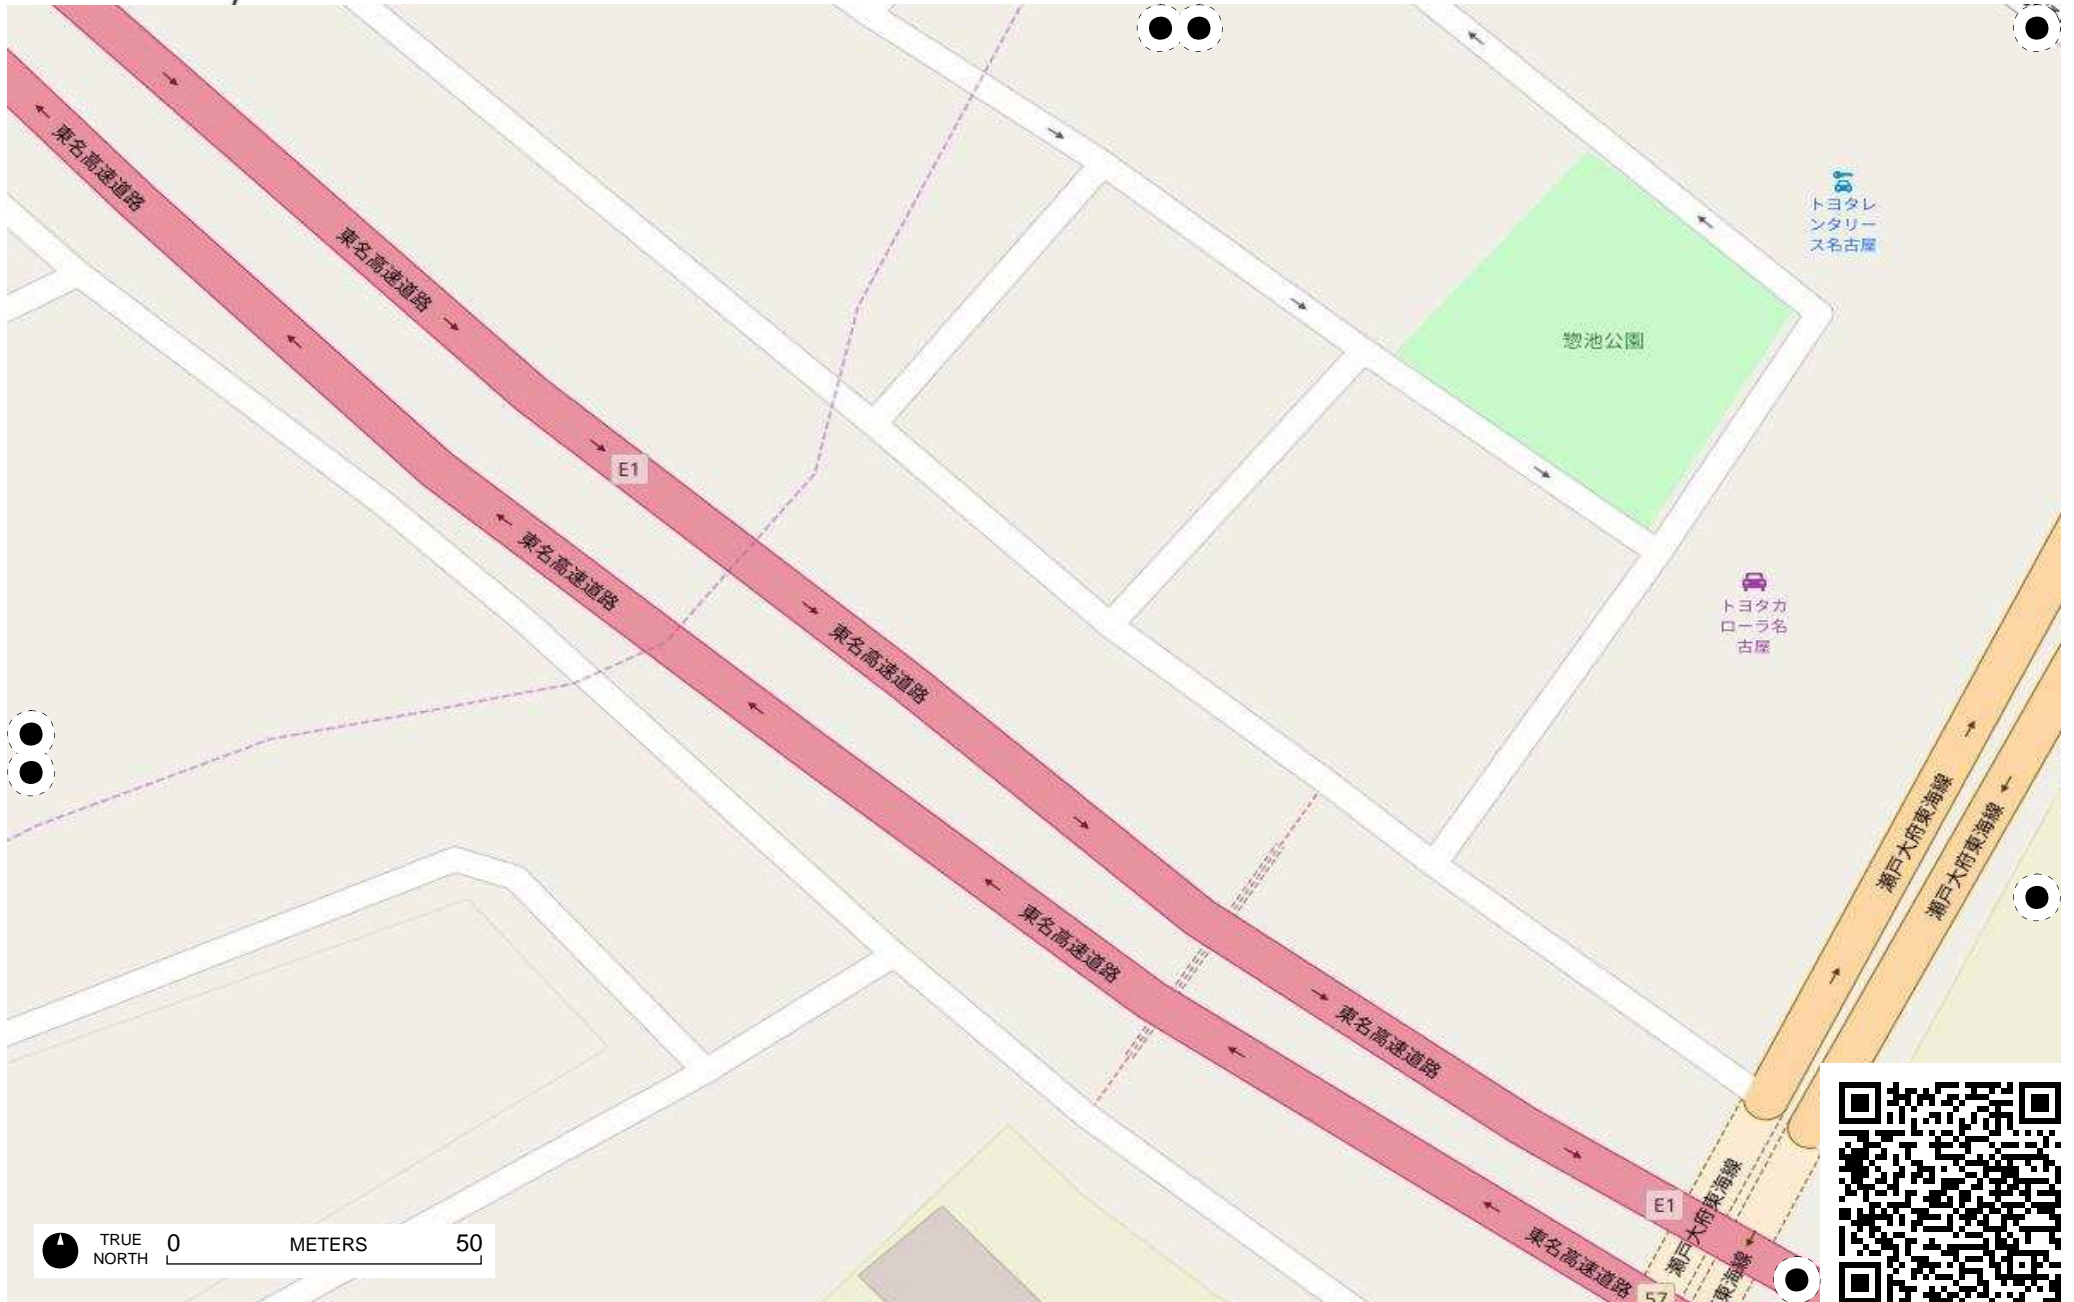 東名高速道路
東名高速道路
トヨタレ
ンタリー
ス名古屋
惣池公園
E1
東名高速道路
トヨタカ
ローラ名
古屋
東名高速道路
瀬戸大府東海線
瀬戸大府東海線
東名高速道路
東名高速道路
瀬戸大府東海線
E1
東名高速道路
東海線
57
TRUE
NORTH
0 METERS 50